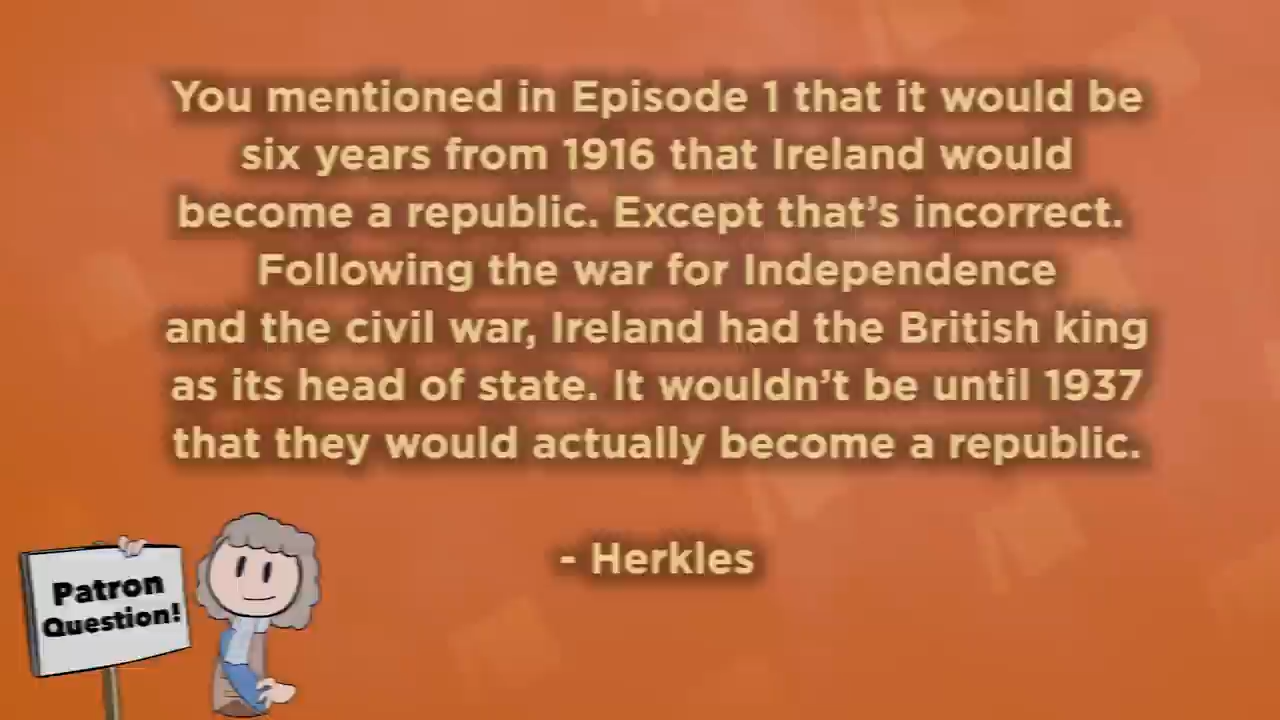 You mentioned in Episode 1 that it would be
six years from 1916 that Ireland would
become a republic. Except that's incorrect.
Following the war for Independence
and the civil war, Ireland had the British king
as its head of state. It wouldn't be until 1937
that they would actually become a republic.
- Herkles
Patron
Question!